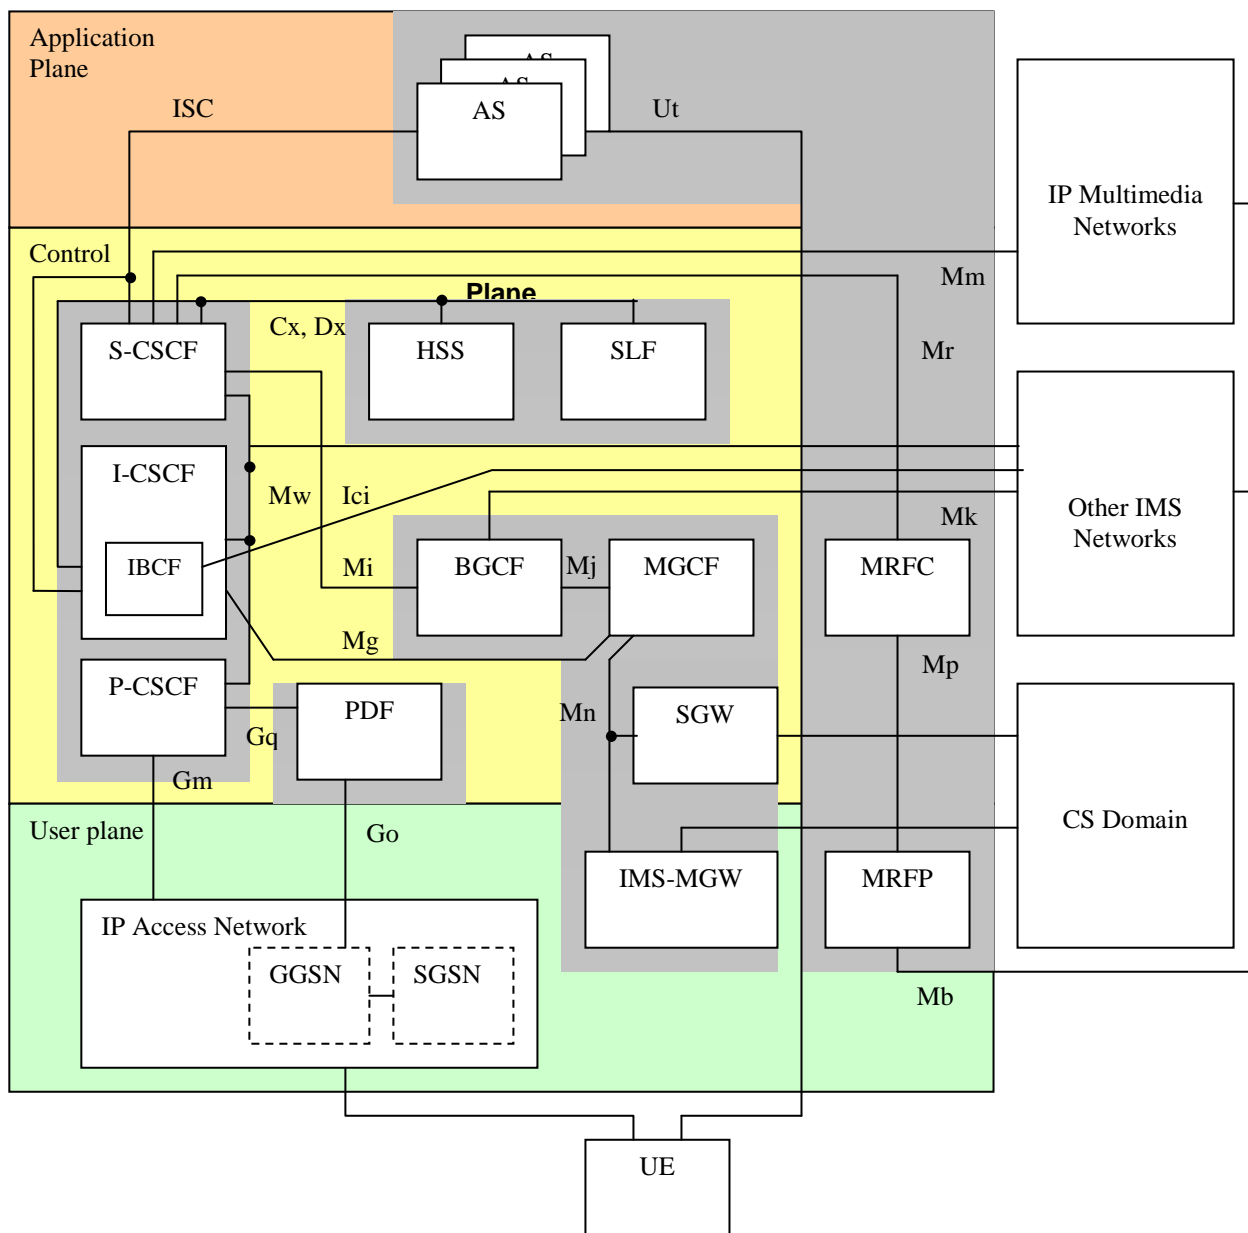 Application
Plane
AS
AS
AS
ISC
Ut
IP Multimedia
Networks
Control
Plane
Mm
Cx, Dx
S-CSCF
HSS
SLF
Mr
I-CSCF
Mw
Ici
Mk
Other IMS
Networks
IBCF
Mi
BGCF
Mj
MGCF
MRFC
Mg
Mp
P-CSCF
Gq
PDF
Mn
SGW
Gm
CS Domain
User plane
Go
IMS-MGW
MRFP
IP Access Network
GGSN
SGSN
Mb
UE